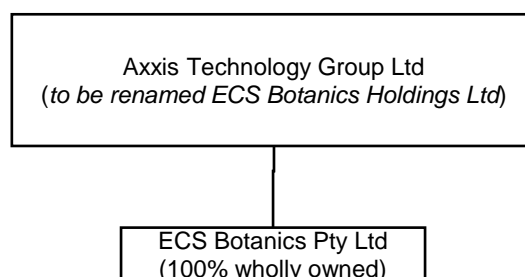 Axxis Technology Group Ltd
(to be renamed ECS Botanics Holdings Ltd)
ECS Botanics Pty Ltd
(100% wholly owned)